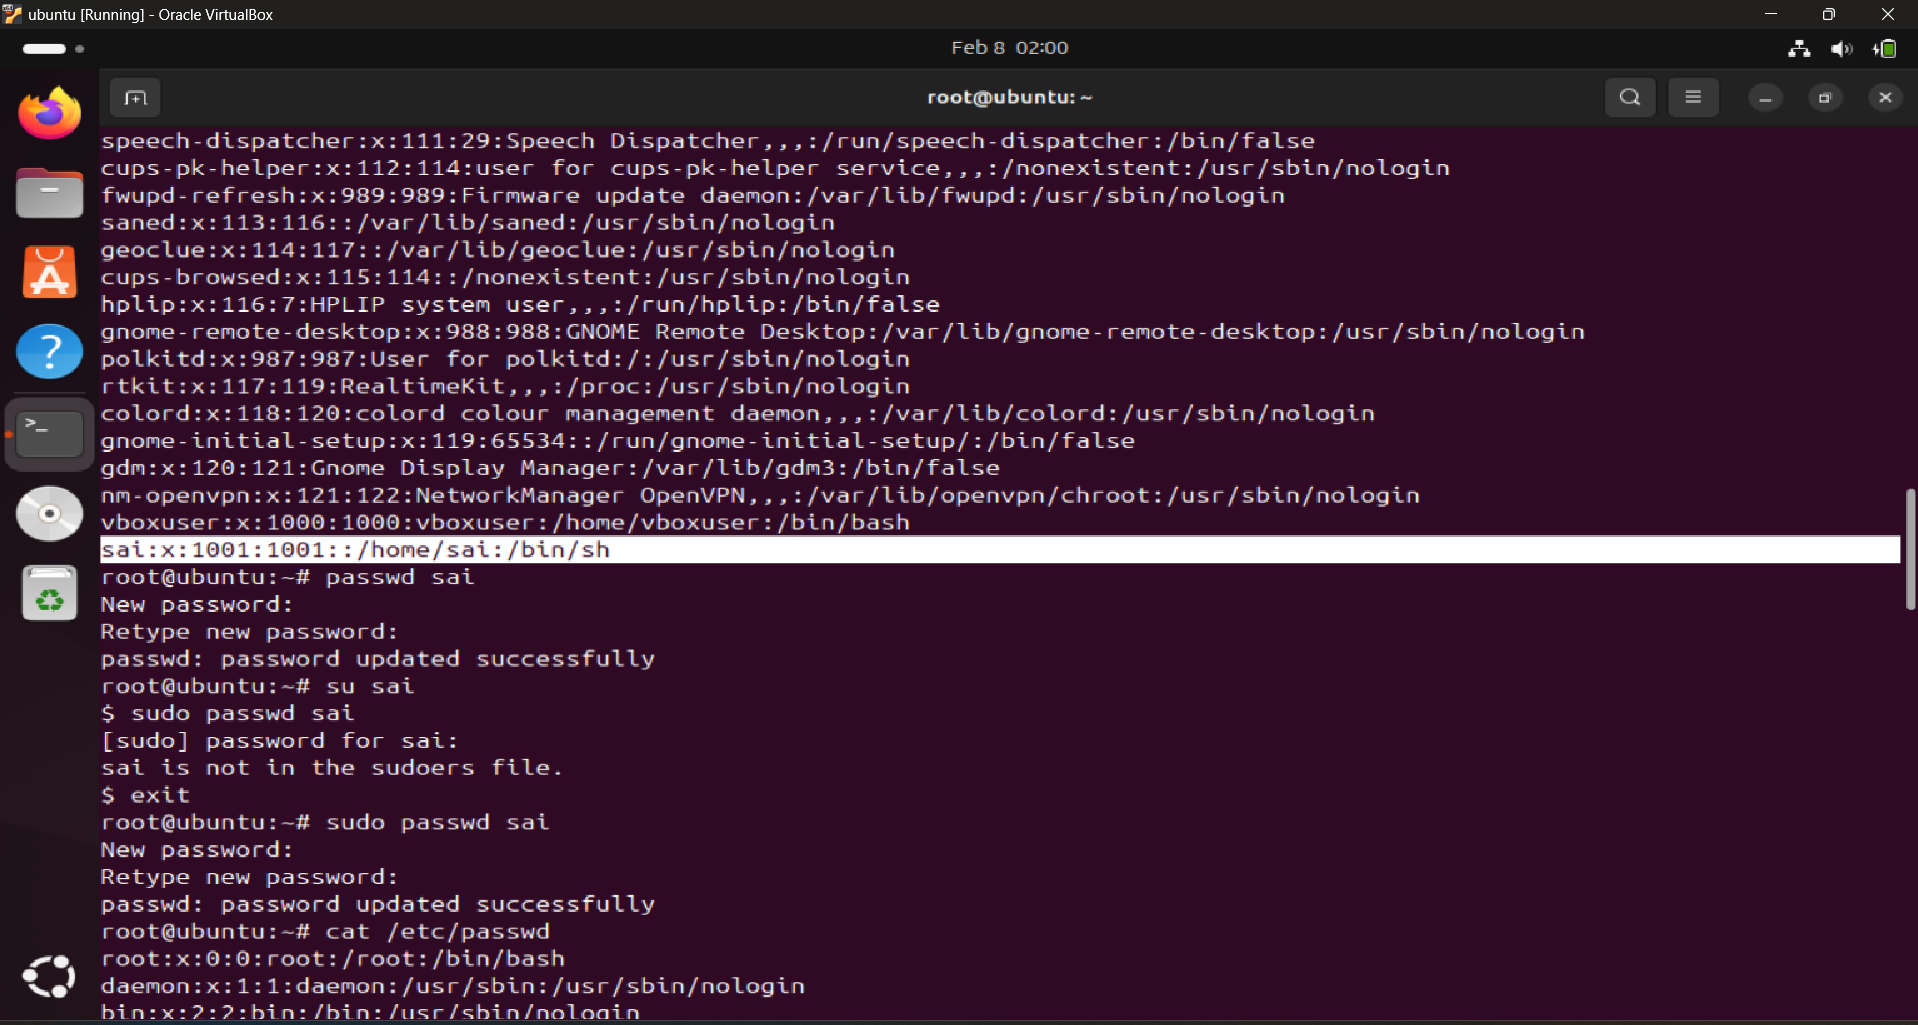 ubuntu [Running] - Oracle VirtualBox
Feb 8 02:00
root@ubuntu: ~
speech-dispatcher:x:111:29:Speech Dispatcher,,,:/run/speech-dispatcher:/bin/false
cups-pk-helper:x:112:114:user for cups-pk-helper service,,,:/nonexistent:/usr/sbin/nologin
fwupd-refresh:x:989:989:Firmware update daemon:/var/lib/fwupd:/usr/sbin/nologin
saned:x:113:116::/var/lib/saned:/usr/sbin/nologin
geoclue:x:114:117::/var/lib/geoclue:/usr/sbin/nologin
cups-browsed:x:115:114::/nonexistent:/usr/sbin/nologin
hplip:x:116:7:HPLIP system user,,,:/run/hplip:/bin/false
gnome-remote-desktop:x:988:988:GNOME Remote Desktop:/var/lib/gnome-remote-desktop:/usr/sbin/nologin
polkitd:x:987:987:User for polkitd:/:/usr/sbin/nologin
rtkit:x:117:119:RealtimeKit,,,:/proc:/usr/sbin/nologin
colord:x:118:120:colord colour management daemon,,,:/var/lib/colord:/usr/sbin/nologin
gnome-initial-setup:x:119:65534::/run/gnome-initial-setup/:/bin/false
gdm:x:120:121:Gnome Display Manager:/var/lib/gdm3:/bin/false
nm-openvpn:x:121:122:NetworkManager OpenVPN,,,:/var/lib/openvpn/chroot:/usr/sbin/nologin
vboxuser:x:1000:1000:vboxuser:/home/vboxuser:/bin/bash
sai:x:1001:1001::/home/sai:/bin/sh
root@ubuntu:~# passwd sai
New password:
Retype new password:
passwd: password updated successfully
root@ubuntu:~# su sai
$ sudo passwd sai
[sudo] password for sai:
sai is not in the sudoers file.
$ exit
root@ubuntu:~# sudo passwd sai
New password:
Retype new password:
passwd: password updated successfully
root@ubuntu:~# cat /etc/passwd
root:x:0:0:root:/root:/bin/bash
daemon:x:1:1:daemon:/usr/sbin:/usr/sbin/nologin
bin:x:2:2:bin:/bin:/usr/sbin/nologin